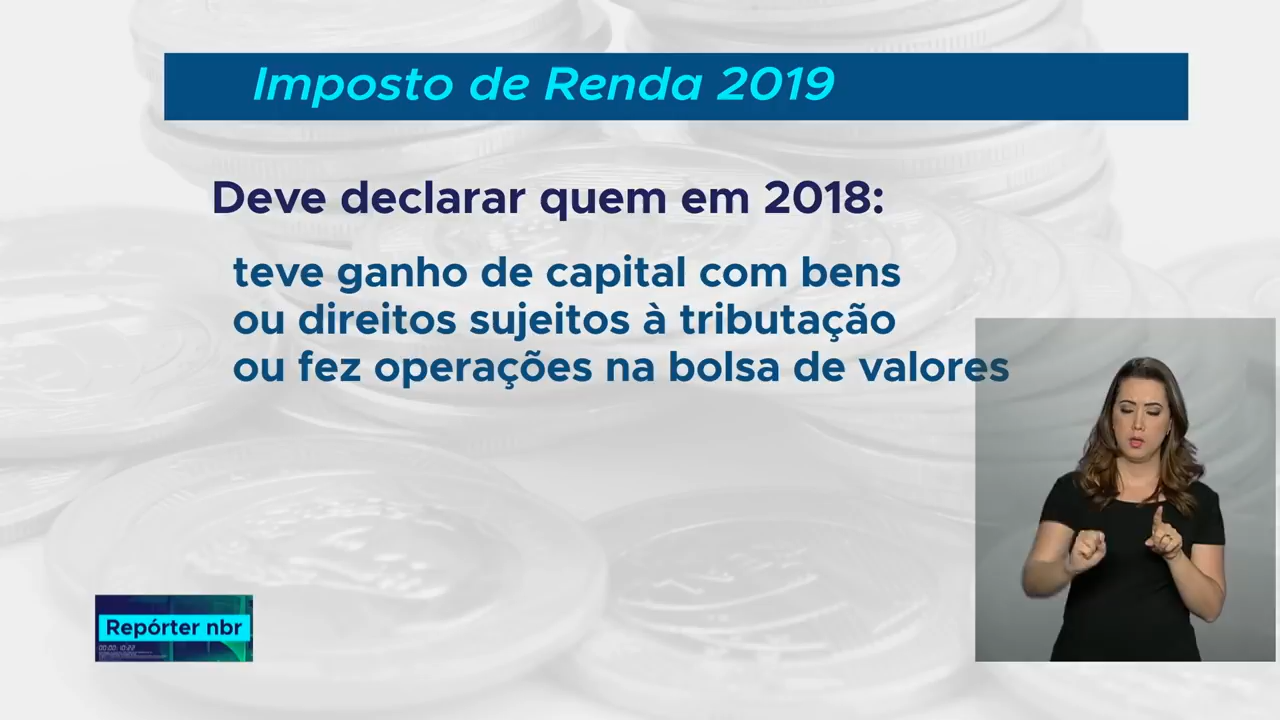 Imposto de Renda 2019
Deve declarar quem em 2018:
teve ganho de capital com bens
ou direitos sujeitos à tributação
ou fez operações na bolsa de valores
Repórter nbr